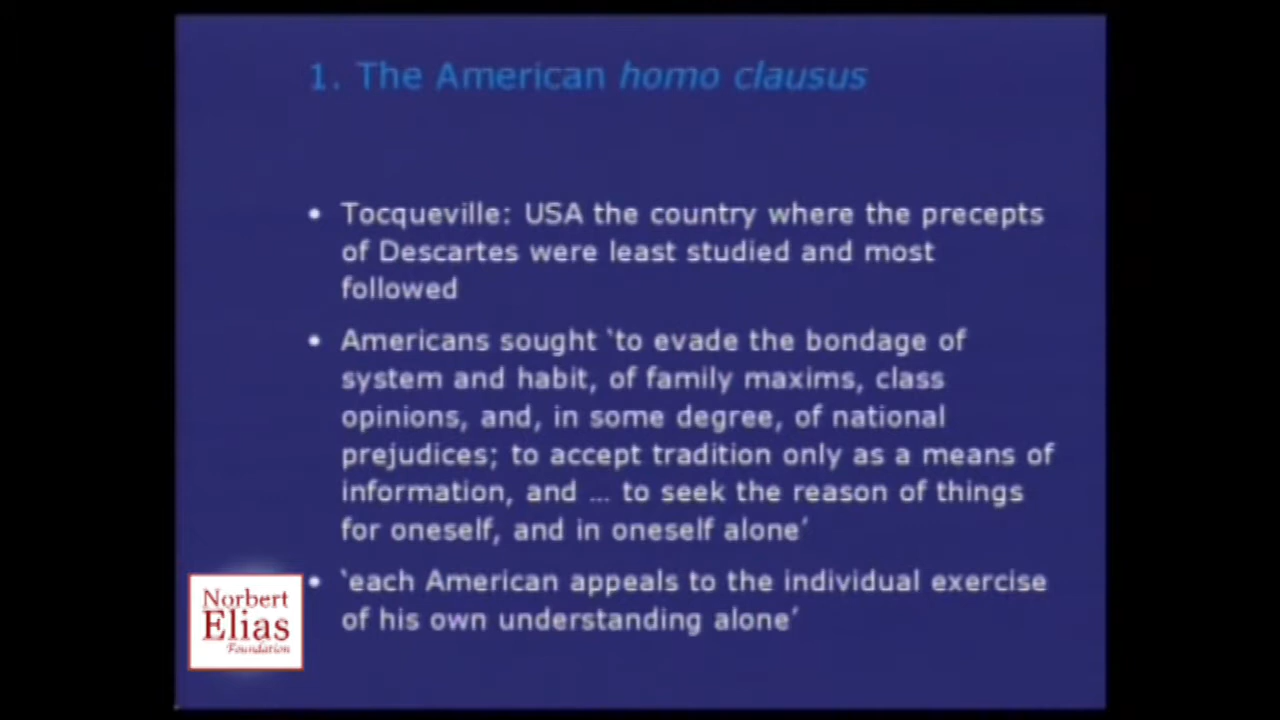 1. The American homo clausus
• Tocqueville: USA the country where the precepts
of Descartes were least studied and most
followed
• Americans sought ‘to evade the bondage of
system and habit, of family maxims, class
opinions, and, in some degree, of national
prejudices; to accept tradition only as a means of
information, and … to seek the reason of things
for oneself, and in oneself alone’
• ‘each American appeals to the individual exercise
of his own understanding alone’
Norbert
Elias
Foundation